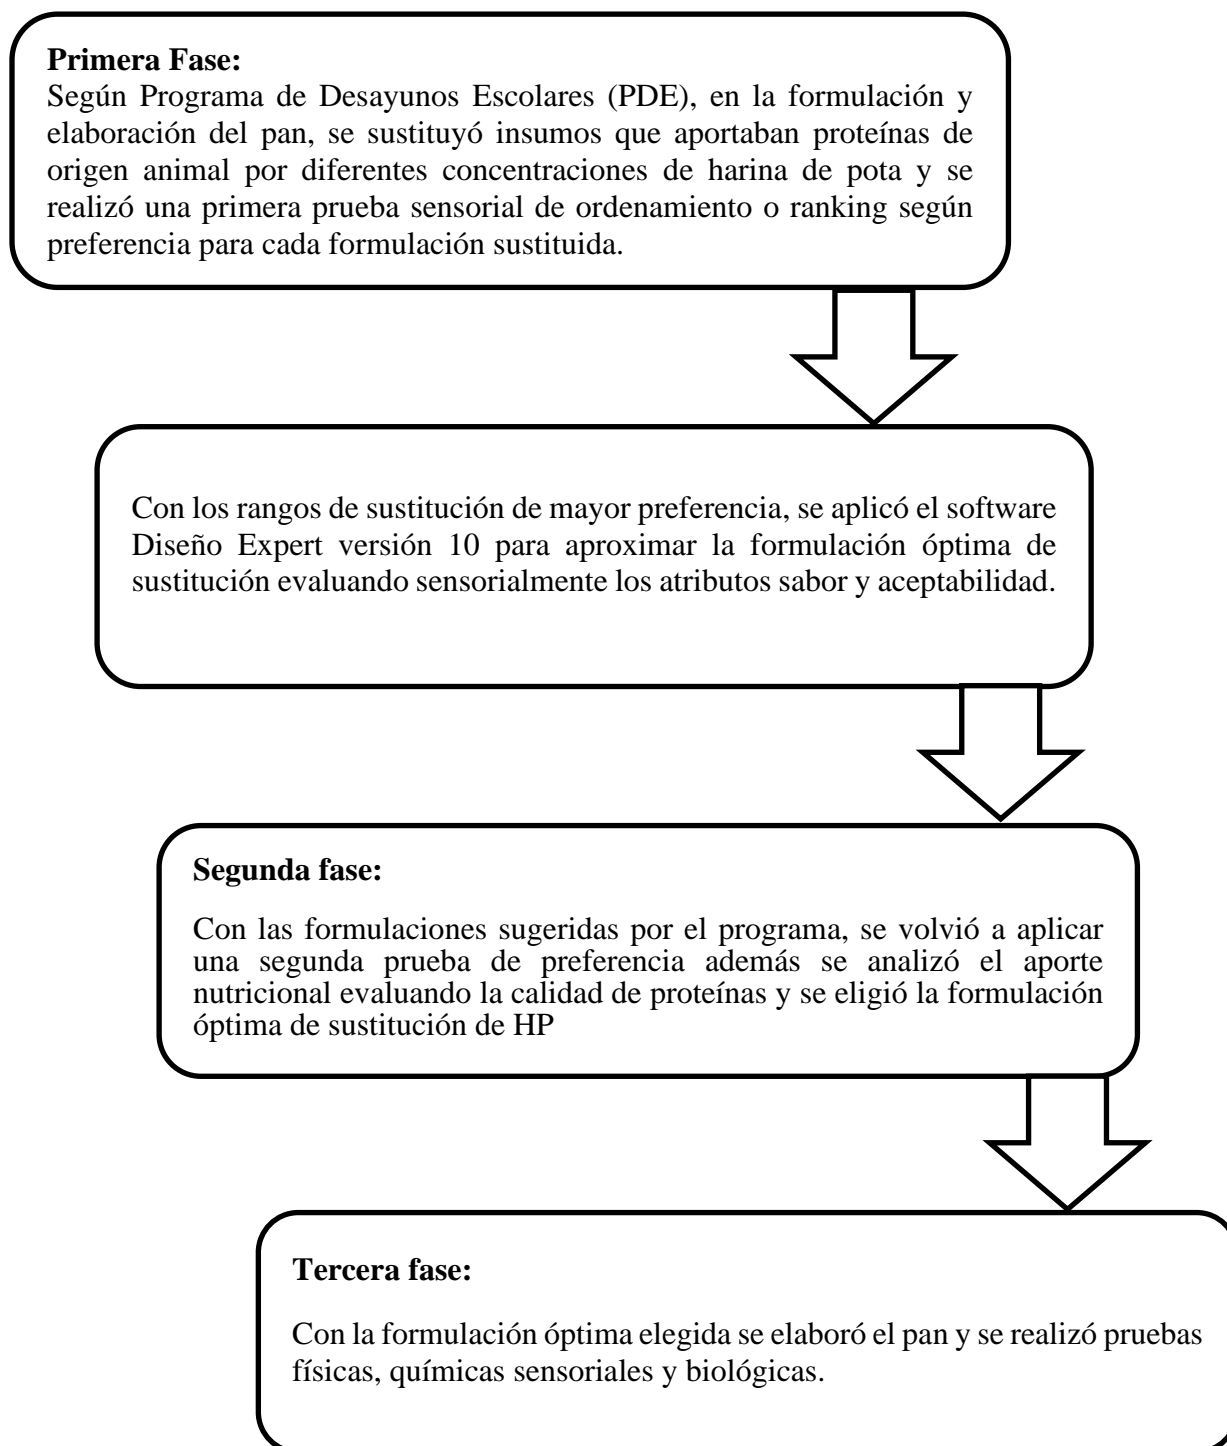 Primera Fase:
Según Programa de Desayunos Escolares (PDE), en la formulación y
elaboración del pan, se sustituyó insumos que aportaban proteínas de
origen animal por diferentes concentraciones de harina de pota y se
realizó una primera prueba sensorial de ordenamiento o ranking según
preferencia para cada formulación sustituida.
Con los rangos de sustitución de mayor preferencia, se aplicó el software
Diseño Expert versión 10 para aproximar la formulación óptima de
sustitución evaluando sensorialmente los atributos sabor y aceptabilidad.
Segunda fase:
Con las formulaciones sugeridas por el programa, se volvió a aplicar
una segunda prueba de preferencia además se analizó el aporte
nutricional evaluando la calidad de proteínas y se eligió la formulación
óptima de sustitución de HP
Tercera fase:
Con la formulación óptima elegida se elaboró el pan y se realizó pruebas
físicas, químicas sensoriales y biológicas.